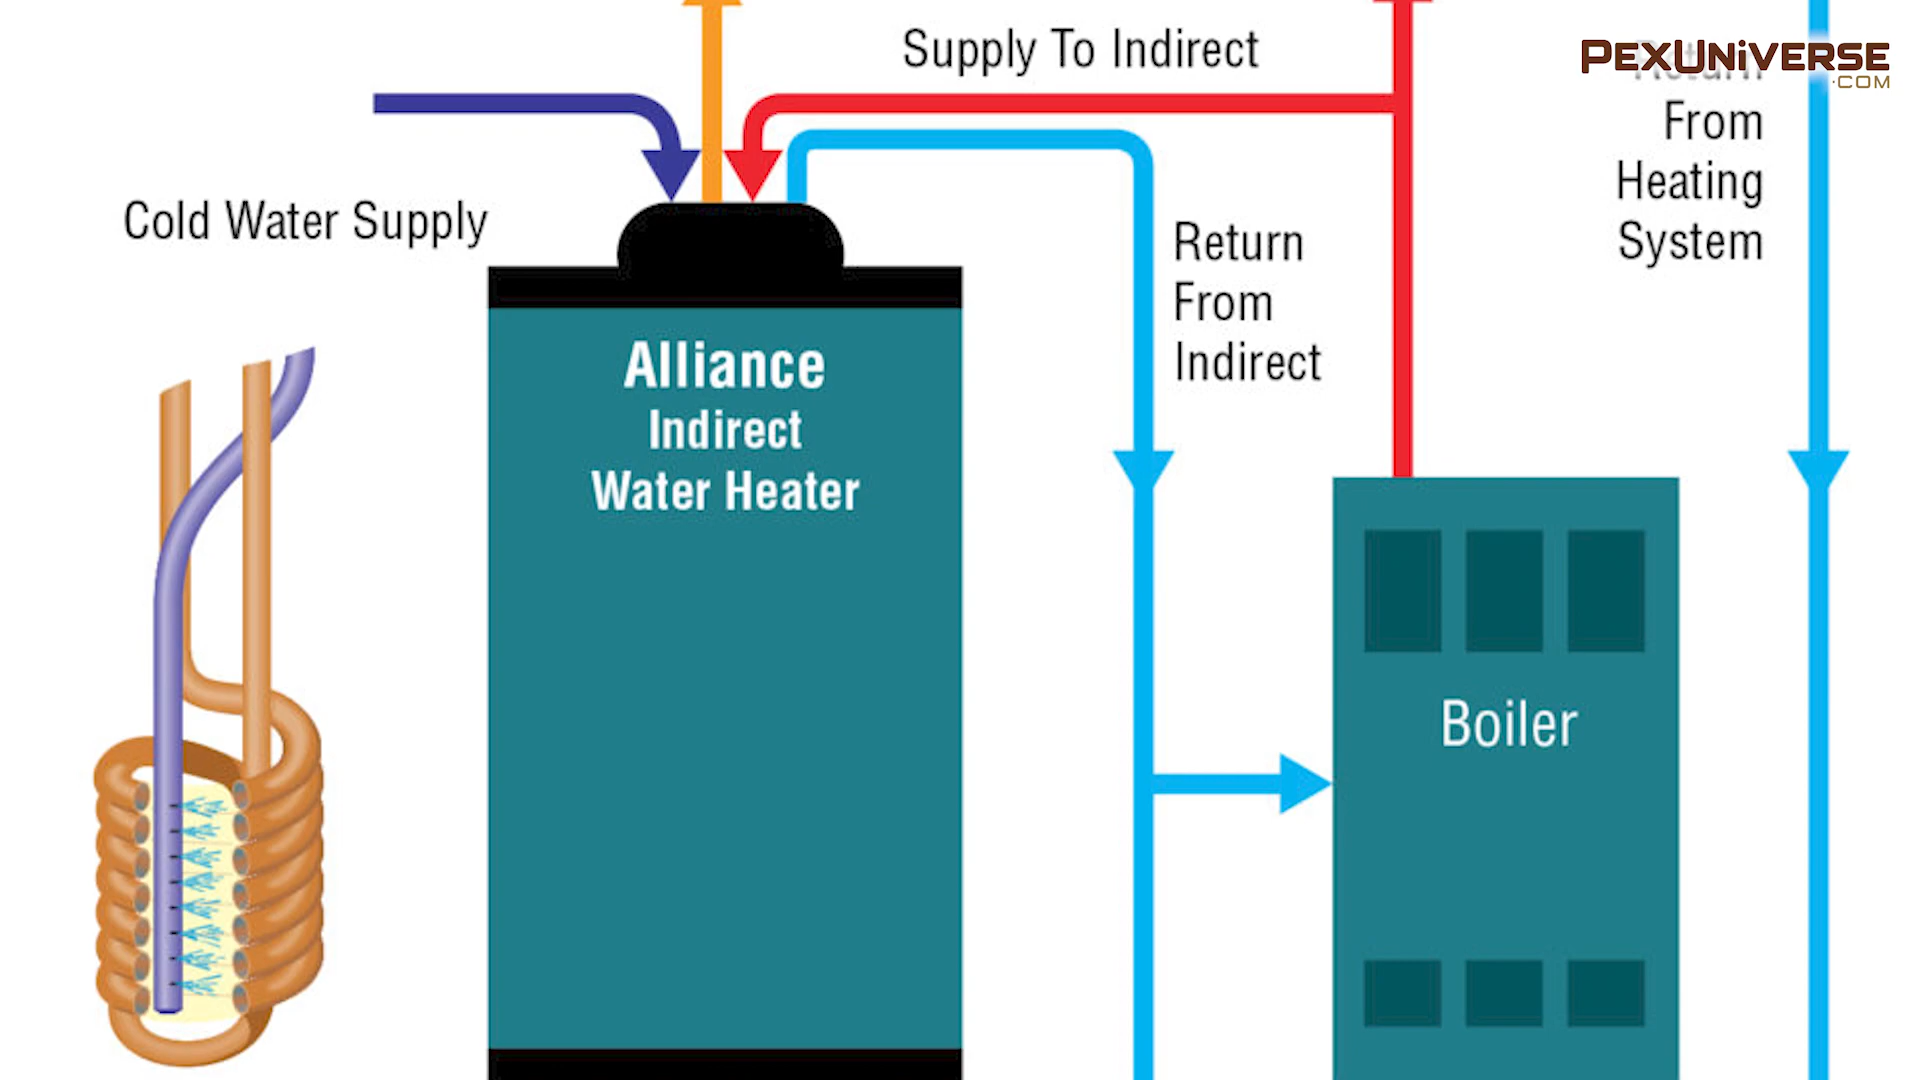 Supply To Indirect
PEXUNiVERSE
.COM
Return
From
Heating
System
Cold Water Supply
Return
From
Indirect
Alliance
Indirect
Water Heater
Boiler